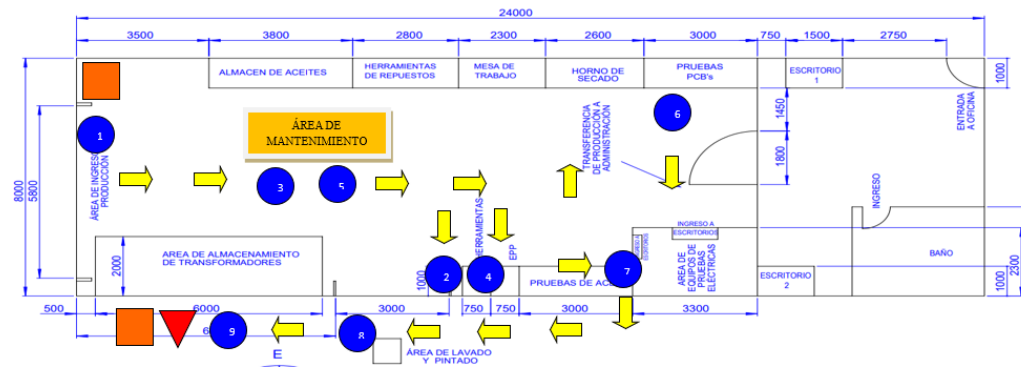 24000
3500
3800
2800
2300
2600
3000
750
1500
2750
ALMACEN DE ACEITES
HERRAMIENTAS
DE REPUESTOS
MESA DE
TRABAJO
HORNO DE
SECADO
PRUEBAS
PCB's
ESCRITORIO
1
1000
ENTRADA
A OFICINA
1
ÁREA DE
MANTENIMIENTO
6
1450
TRANSFERENCIA
DE PRODUCCIÓN A
ADMINISTRACIÓN
1800
8000
5800
ÁREA DE INGRESO
PRODUCCIÓN
3
5
INGRESO
HERRAMIENTAS
EPP
INGRESO A
ESCRITORIOS
AREA DE ALMACENAMIENTO
DE TRANSFORMADORES
2000
1000
2
4
7
PRUEBAS DE
AREA DE
EQUIPOS DE
PRUEBAS
ELÉCTRICAS
ESCRITORIO
2
BAÑO
2300
1000
500
6000
3000
750
750
3000
3300
9
8
E
ÁREA DE LAVADO
Y PINTADO